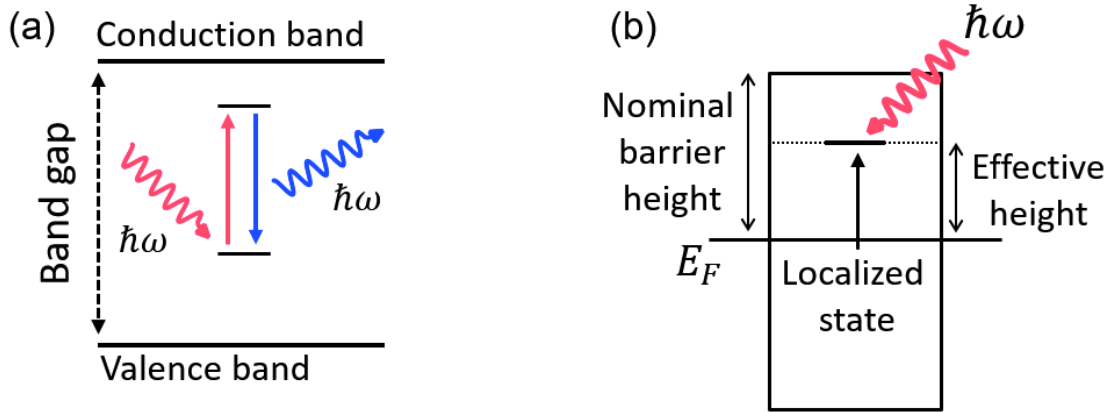 (a)
Conduction band
Band gap
ħω
ħω
Valence band
(b)
ħω
Nominal
barrier
height
Effective
height
E_F
Localized
state